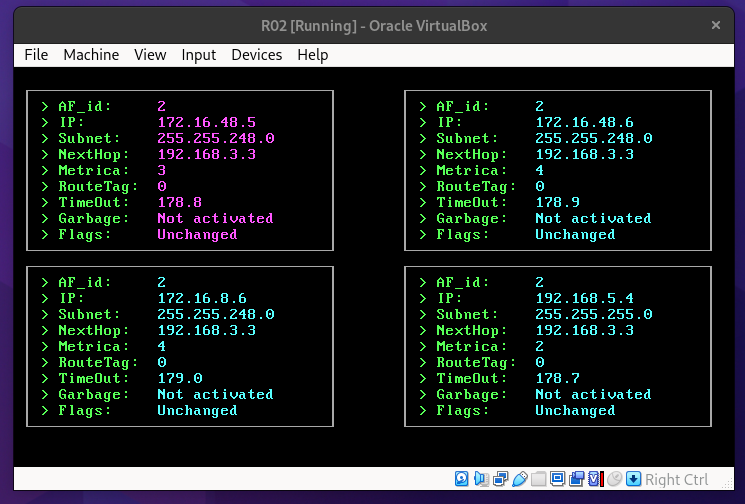 R02 [Running] - Oracle VirtualBox
File Machine View Input Devices Help
> AF_id: 2
> IP: 172.16.48.5
> Subnet: 255.255.248.0
> NextHop: 192.168.3.3
> Metrica: 3
> RouteTag: 0
> TimeOut: 178.8
> Garbage: Not activated
> Flags: Unchanged
> AF_id: 2
> IP: 172.16.48.6
> Subnet: 255.255.248.0
> NextHop: 192.168.3.3
> Metrica: 4
> RouteTag: 0
> TimeOut: 178.9
> Garbage: Not activated
> Flags: Unchanged
> AF_id: 2
> IP: 172.16.8.6
> Subnet: 255.255.248.0
> NextHop: 192.168.3.3
> Metrica: 4
> RouteTag: 0
> TimeOut: 179.0
> Garbage: Not activated
> Flags: Unchanged
> AF_id: 2
> IP: 192.168.5.4
> Subnet: 255.255.255.0
> NextHop: 192.168.3.3
> Metrica: 2
> RouteTag: 0
> TimeOut: 178.7
> Garbage: Not activated
> Flags: Unchanged
Right Ctrl